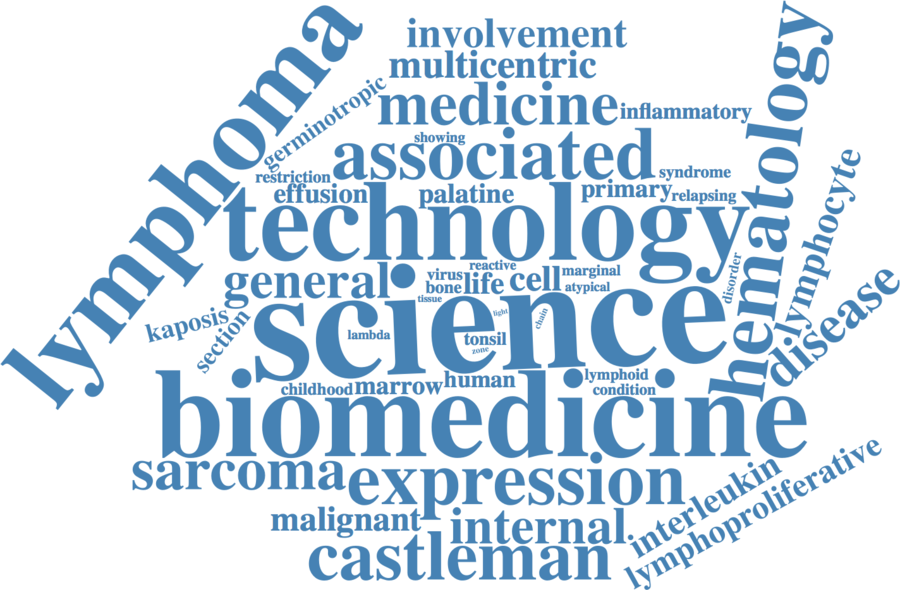 lymphoma
involvement
multicentric
germinotropic
medicine
inflammatory
hematology
showing
associated
restriction
syndrome
effusion
palatine
primary
relapsing
technology
lymphocyte
reactive
general
virus
life
cell
marginal
bone
atypical
disorder
tissue
science
light
chain
kaposis
section
lambda
tonsil
zone
disease
childhood
marrow
human
lymphoid
condition
biomedicine
sarcoma
expression
interleukin
lymphoproliferative
malignant
internal
castleman